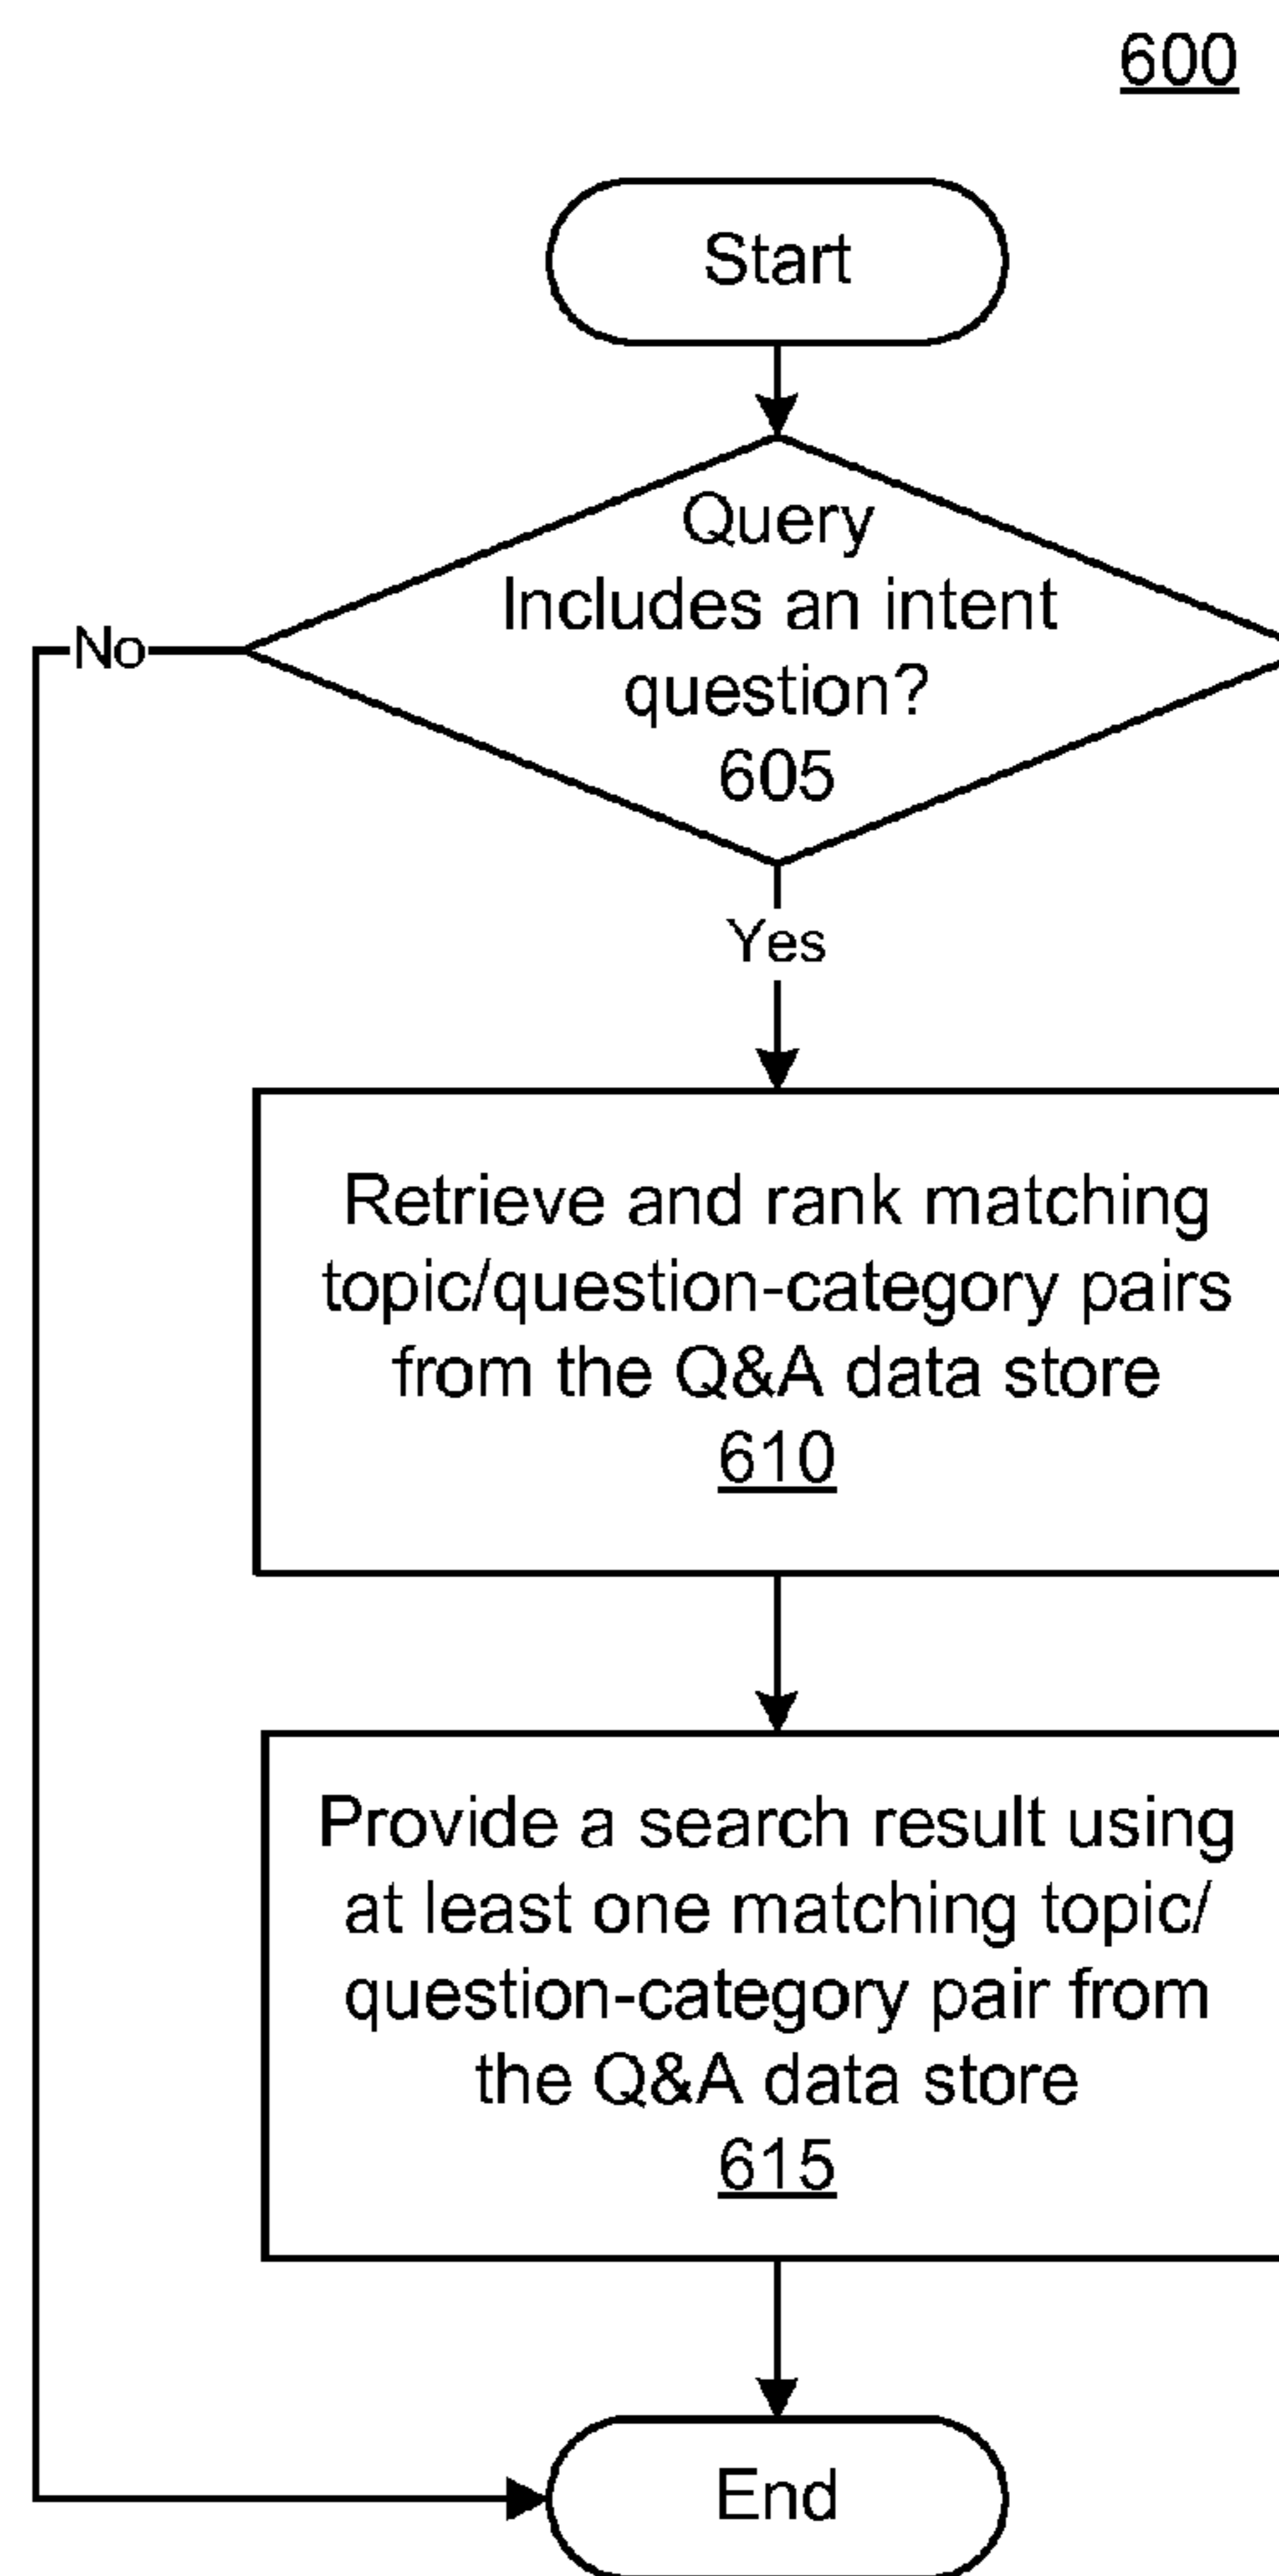 600
Start
Query
Includes an intent
question?
605
No
Yes
Retrieve and rank matching
topic/question-category pairs
from the Q&A data store
610
Provide a search result using
at least one matching topic/
question-category pair from
the Q&A data store
615
End